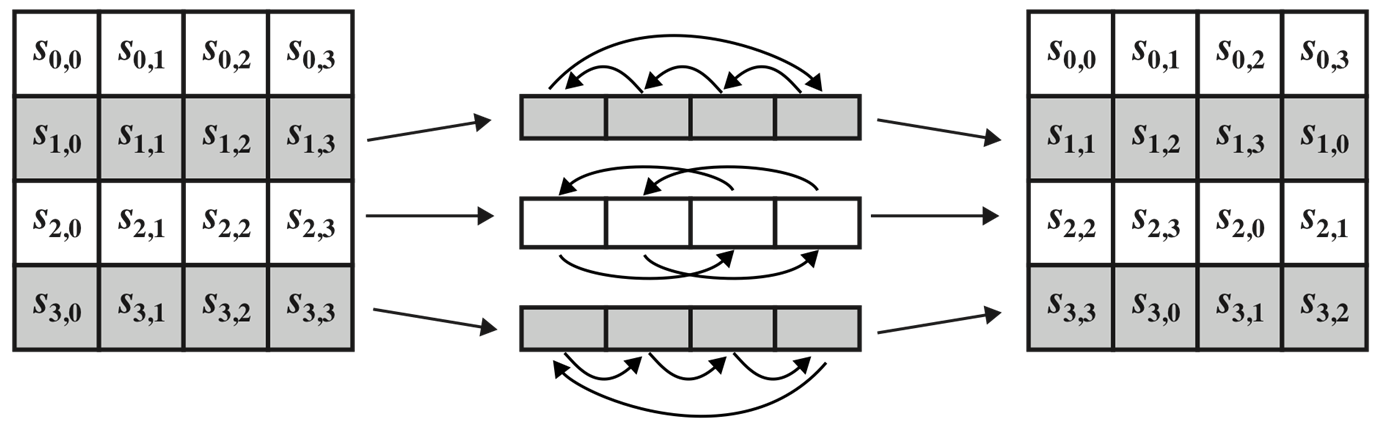 s0,0 s0,1 s0,2 s0,3 s0,0 s0,1 s0,2 s0,3
s1,0 s1,1 s1,2 s1,3 s1,1 s1,2 s1,3 s1,0
s2,0 s2,1 s2,2 s2,3 s2,2 s2,3 s2,0 s2,1
s3,0 s3,1 s3,2 s3,3 s3,3 s3,0 s3,1 s3,2